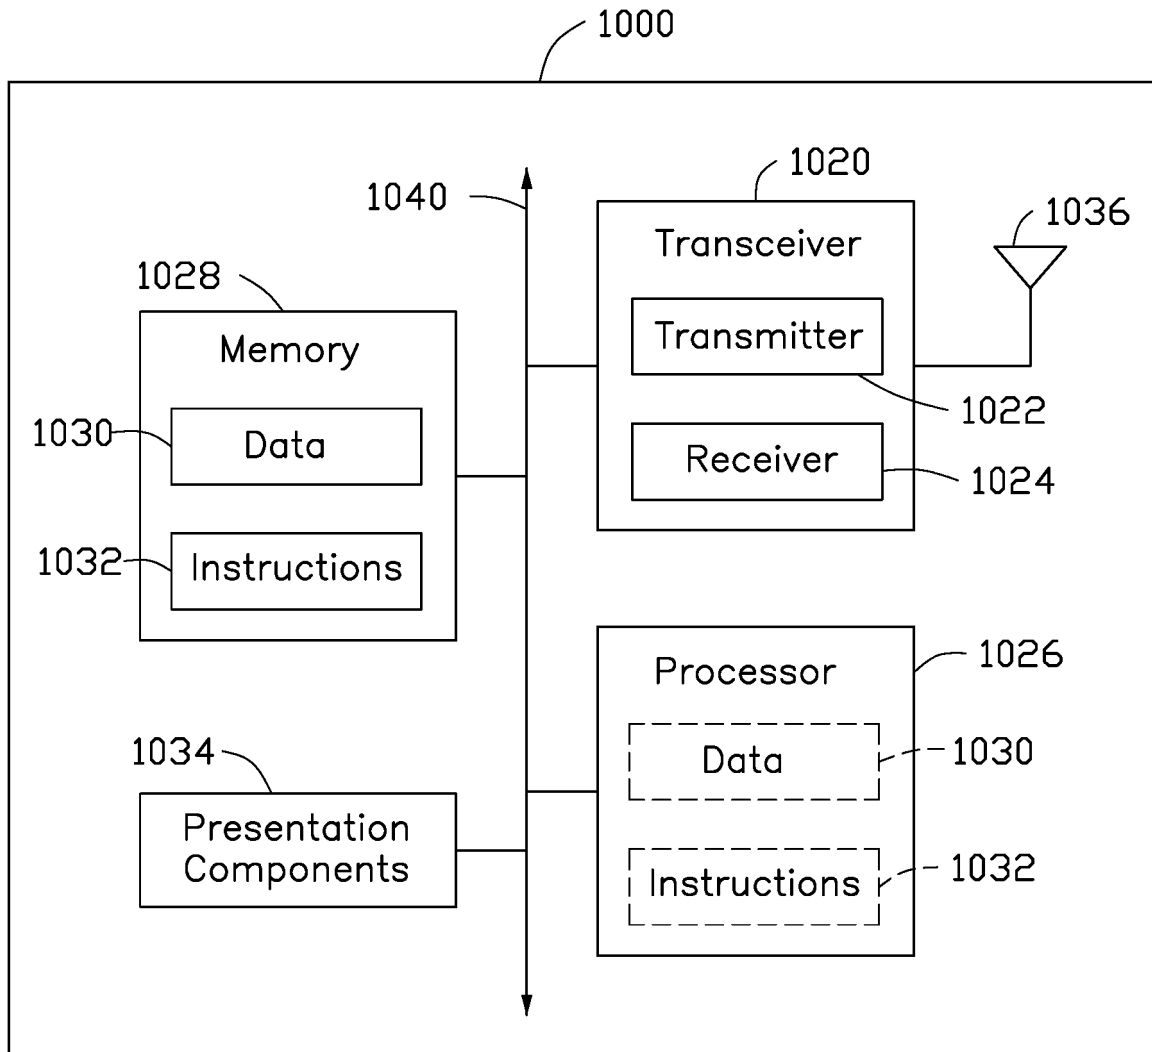 1000
1040
1020
Transceiver
1036
Transmitter
1022
Receiver
1024
1028
Memory
1030
Data
1032
Instructions
1026
Processor
Data
1030
Instructions
1032
1034
Presentation
Components